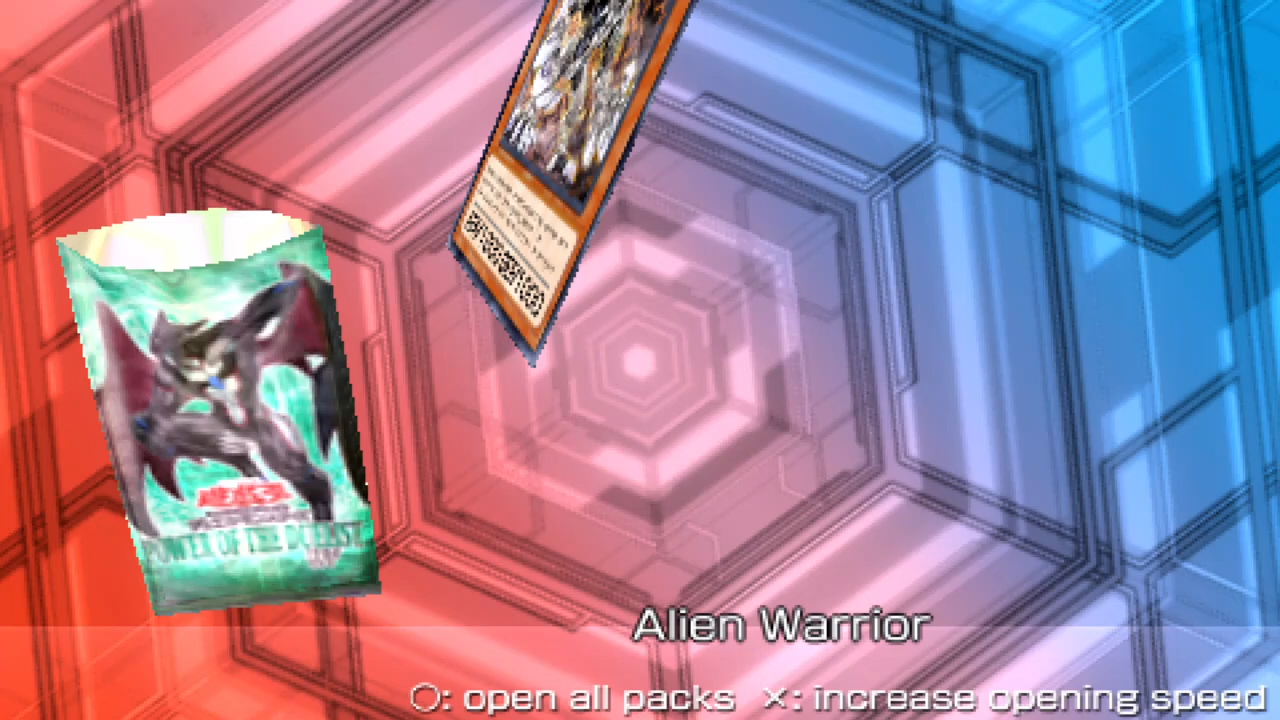 POWER OF THE DUELIST
Alien Warrior
○: open all packs ×: increase opening speed